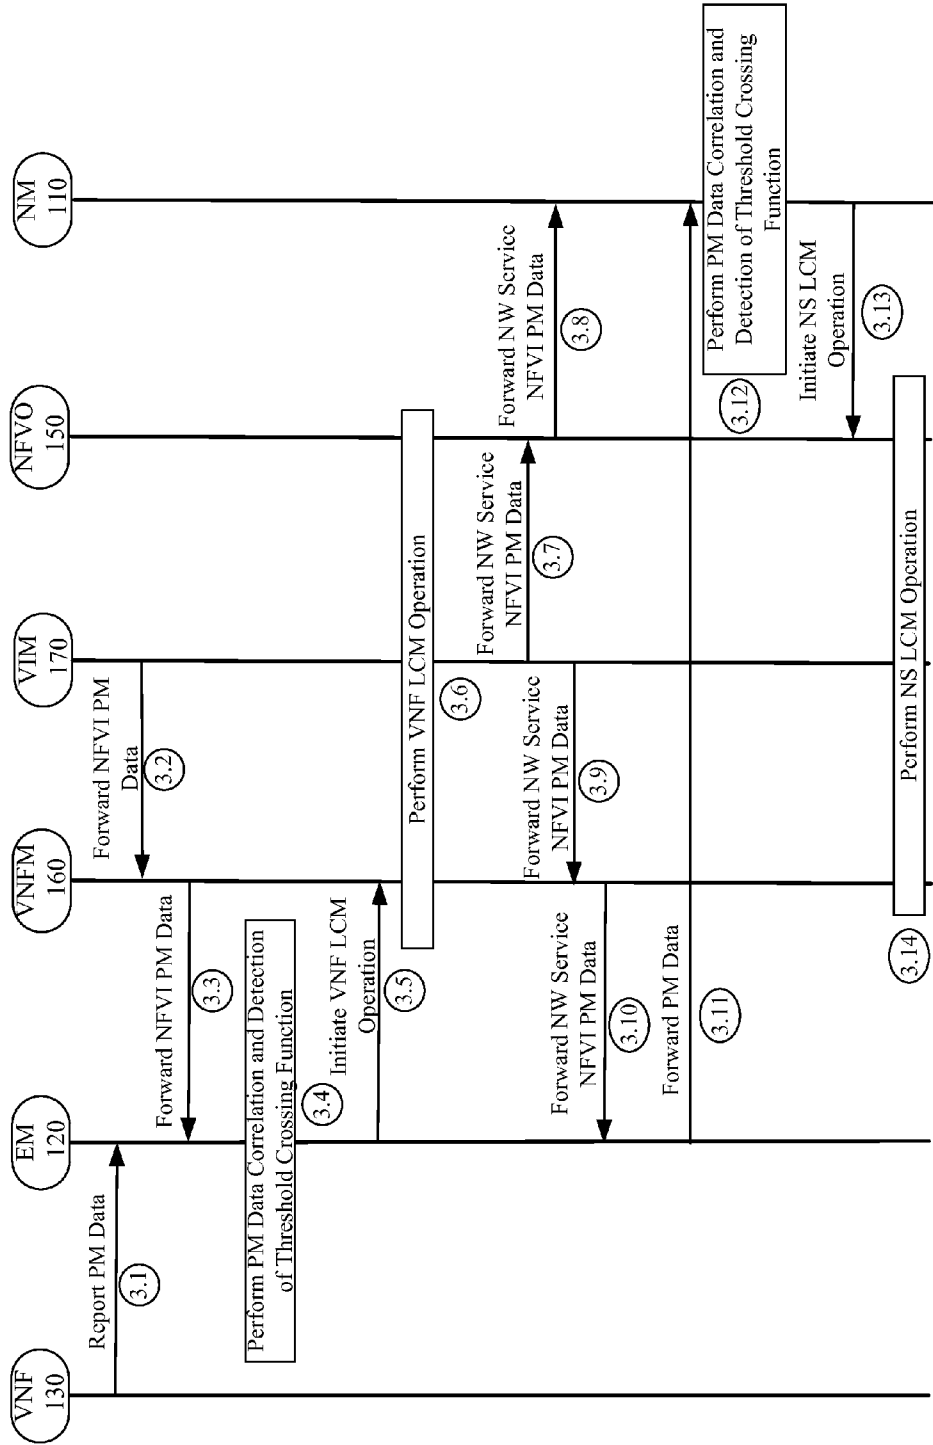 VNF
130
EM
120
VNFM
160
VIM
170
NFVO
150
NM
110
Report PM Data
3.1
Forward NFVI PM
Data
3.2
Forward NFVI PM Data
3.3
Perform PM Data Correlation and Detection
of Threshold Crossing Function
3.4
Initiate VNF LCM
Operation
3.5
Perform VNF LCM Operation
3.6
Forward NW Service
NFVI PM Data
3.7
Forward NW Service
NFVI PM Data
3.8
Forward NW Service
NFVI PM Data
3.9
Forward NW Service
NFVI PM Data
3.10
Forward PM Data
3.11
Perform PM Data Correlation and
Detection of Threshold Crossing
Function
3.12
Initiate NS LCM
Operation
3.13
Perform NS LCM Operation
3.14